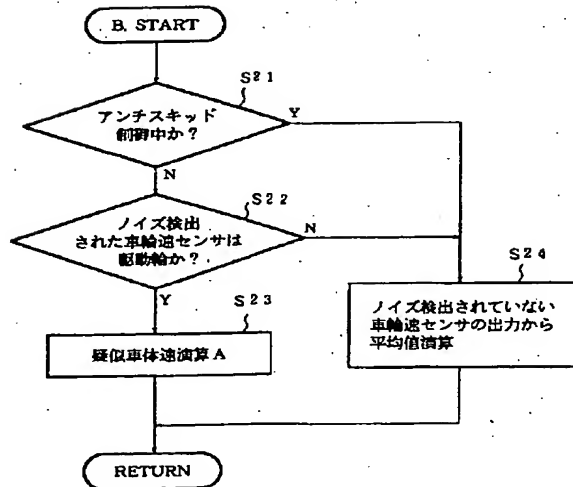 B. START
S21
アンチスキッド
制御中か？
Y
N
S22
ノイズ検出
された車輪速センサは
駆動輪か？
N
Y
S23
疑似車体速演算A
S24
ノイズ検出されていない
車輪速センサの出力から
平均値演算
RETURN